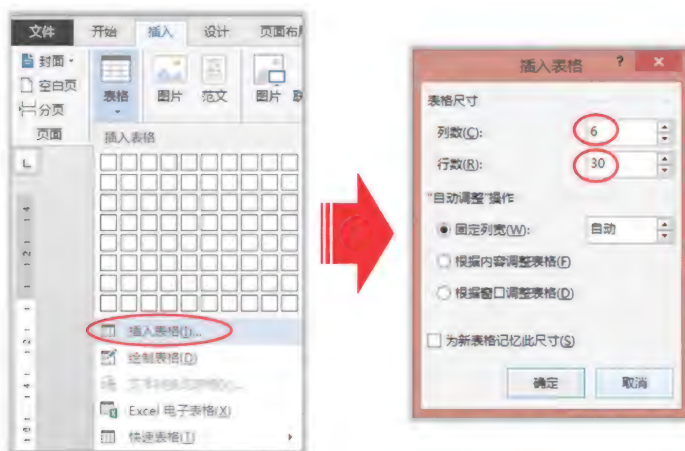 文件 开始 插入 设计 页面布
封面
空白页
分页
表格 图片 范文 图片
页面
插入表格
插入表格(I)...
绘制表格(D)
Excel 电子表格(X)
快速表格(T)
插入表格 ? ×
表格尺寸
列数(C): 6
行数(R): 30
"自动调整"操作
固定列宽(W): 自动
根据内容调整表格(F)
根据窗口调整表格(D)
为新表格记忆此尺寸(S)
确定 取消